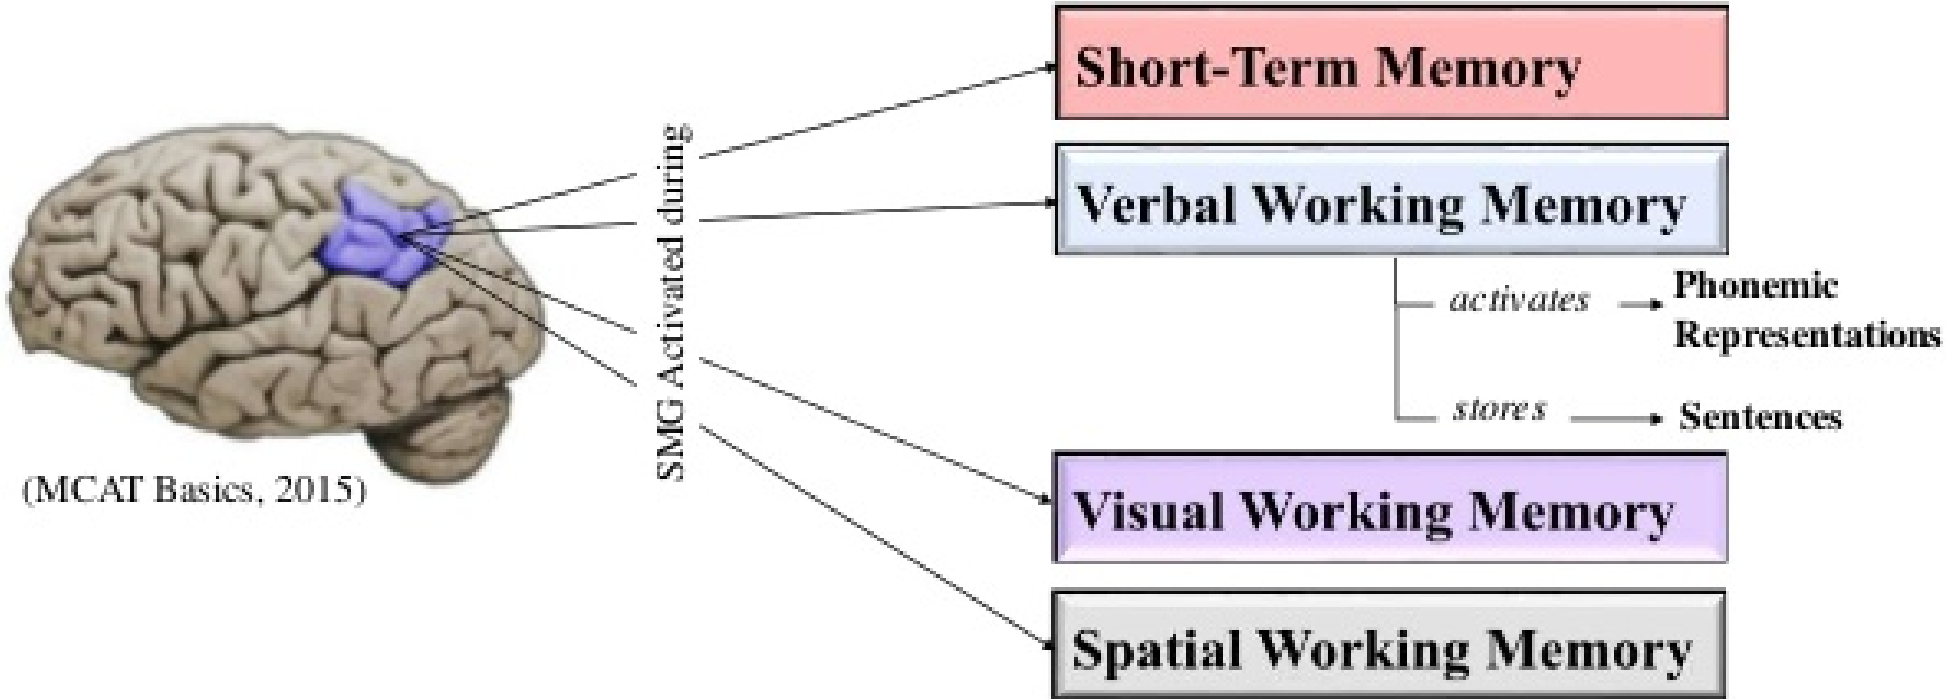 Short-Term Memory
SMG Activated during
Verbal Working Memory
activates
Phonemic
Representations
stores
Sentences
(MCAT Basics, 2015)
Visual Working Memory
Spatial Working Memory